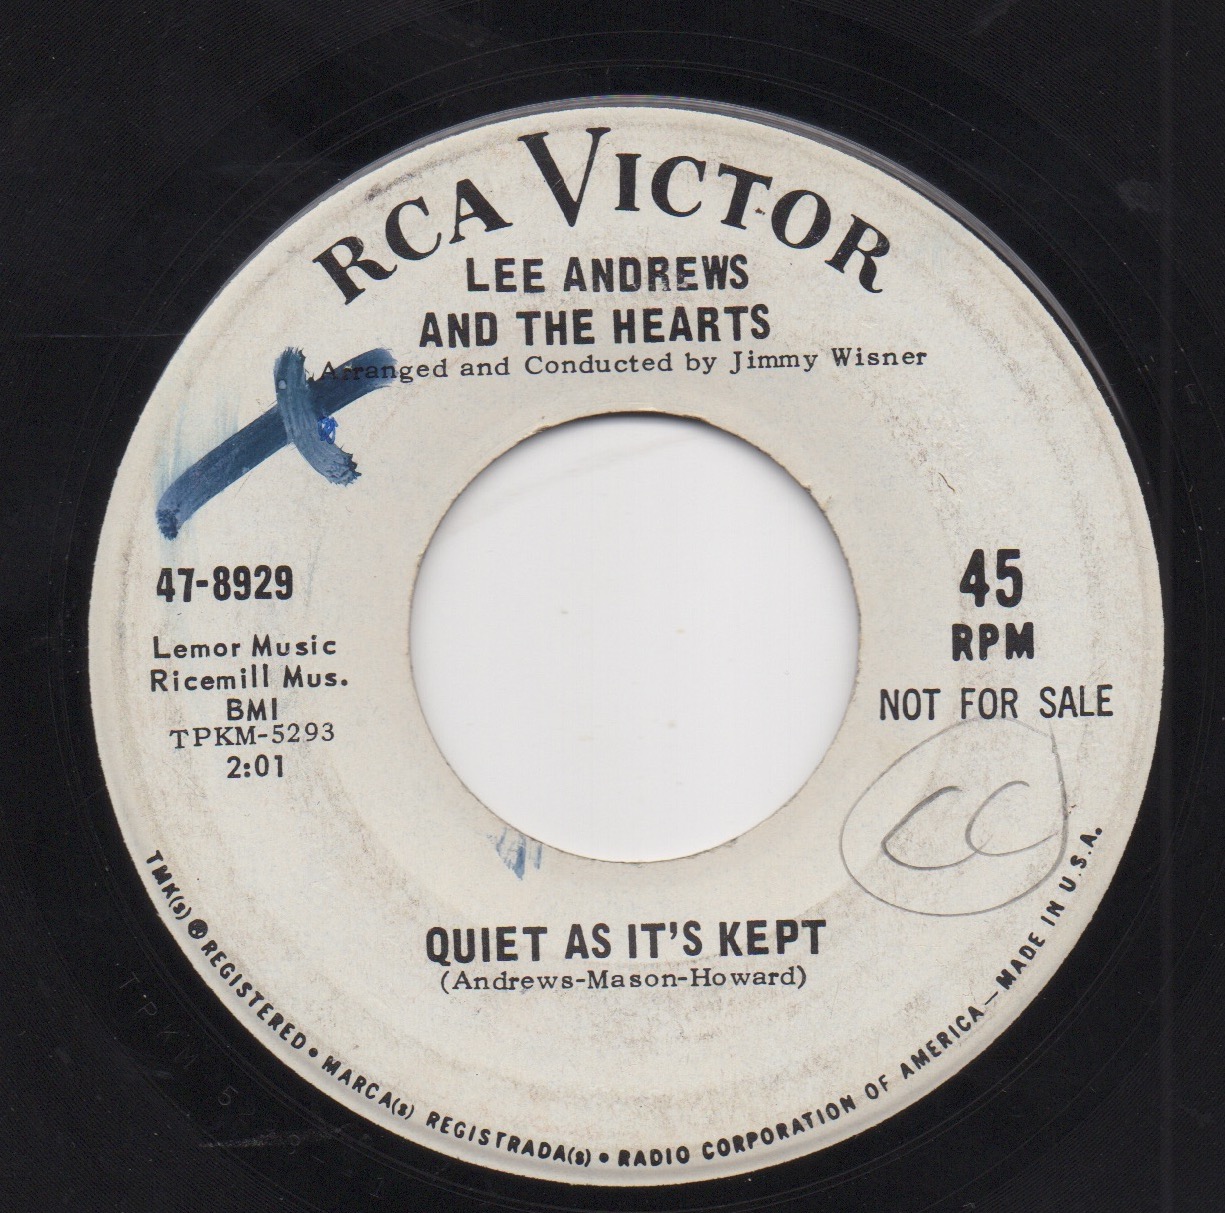 RCA VICTOR
LEE ANDREWS
AND THE HEARTS
Arranged and Conducted by Jimmy Wisner
47-8929
Lemor Music
Ricemill Mus.
BMI
TPKM-5293
2:01
45
RPM
NOT FOR SALE
CC
QUIET AS IT'S KEPT
(Andrews-Mason-Howard)
TMK(s) ® REGISTERED • MARCA(s) REGISTRADA(s) • RADIO CORPORATION OF AMERICA—MADE IN U.S.A.
TPKM